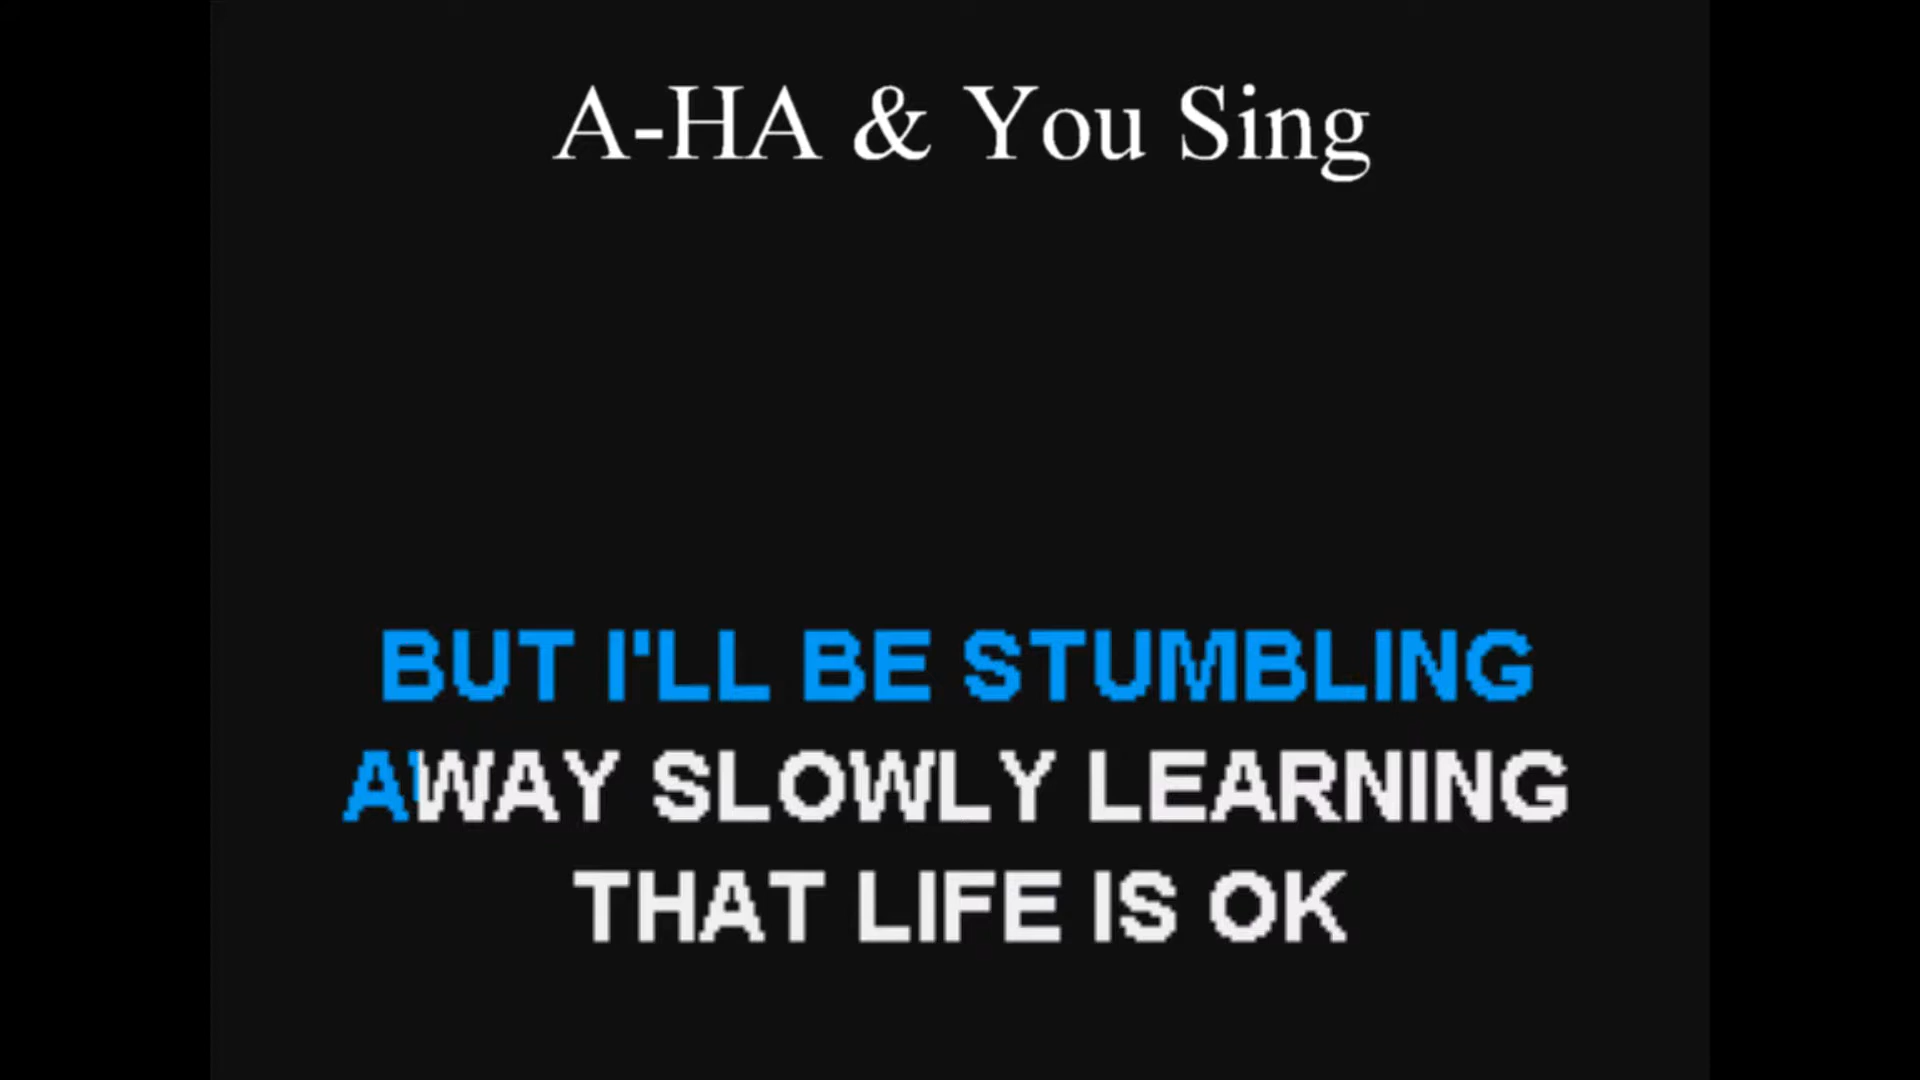 A-HA & You Sing
BUT I'LL BE STUMBLING
AWAY SLOWLY LEARNING
THAT LIFE IS OK